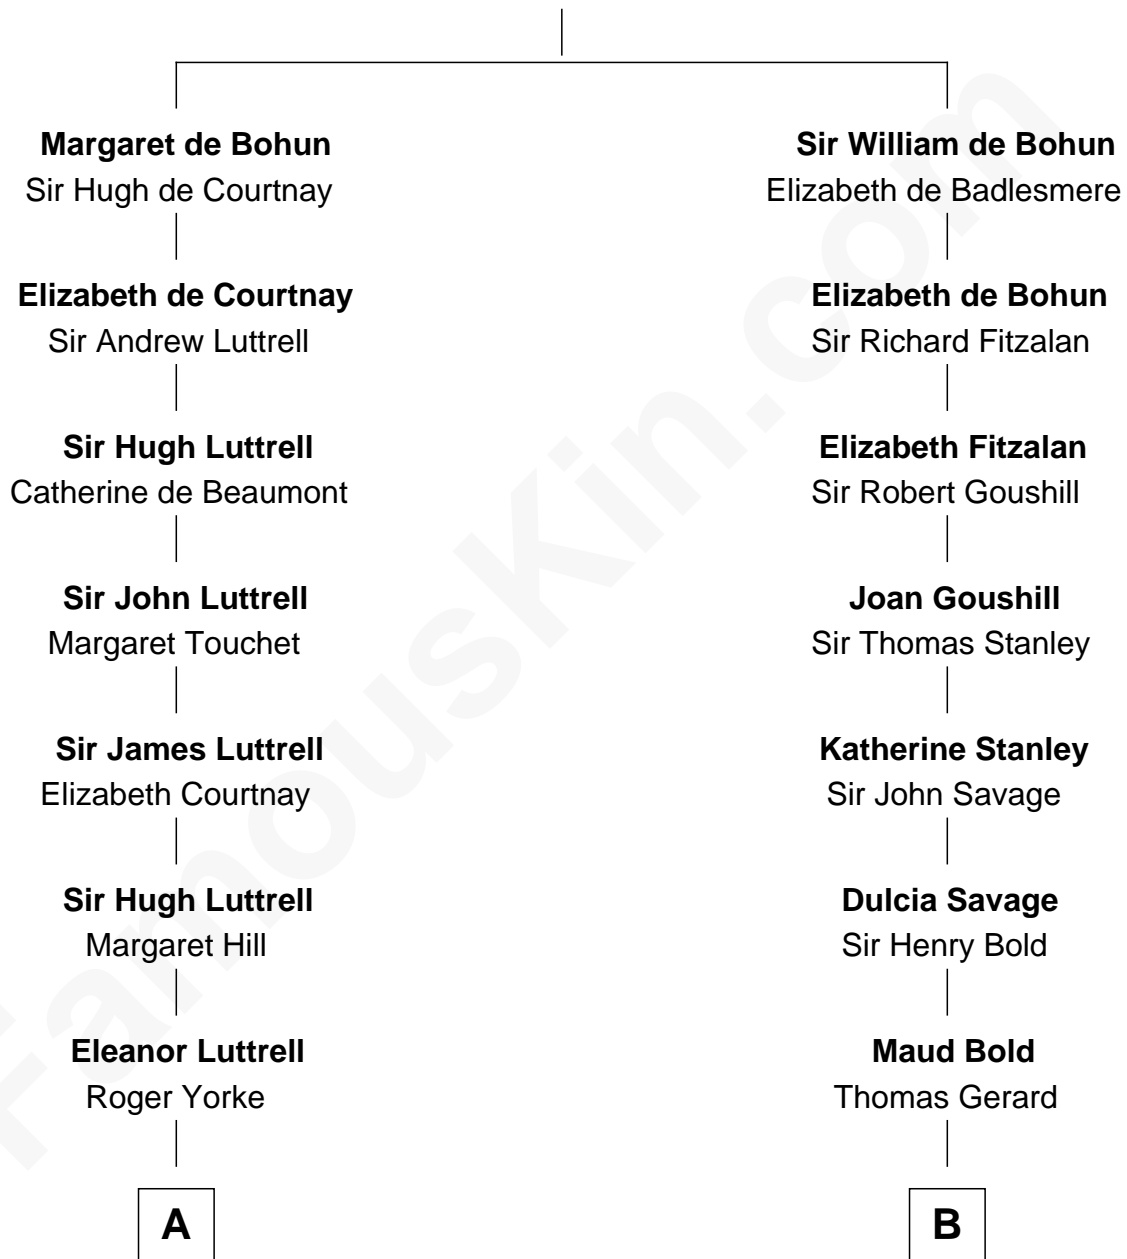 Margaret de Bohun
Sir Hugh de Courtnay
Elizabeth de Courtnay
Sir Andrew Luttrell
Sir Hugh Luttrell
Catherine de Beaumont
Sir John Luttrell
Margaret Touchet
Sir James Luttrell
Elizabeth Courtnay
Sir Hugh Luttrell
Margaret Hill
Eleanor Luttrell
Roger Yorke
A
Sir William de Bohun
Elizabeth de Badlesmere
Elizabeth de Bohun
Sir Richard Fitzalan
Elizabeth Fitzalan
Sir Robert Goushill
Joan Goushill
Sir Thomas Stanley
Katherine Stanley
Sir John Savage
Dulcia Savage
Sir Henry Bold
Maud Bold
Thomas Gerard
B
FamousKin.com